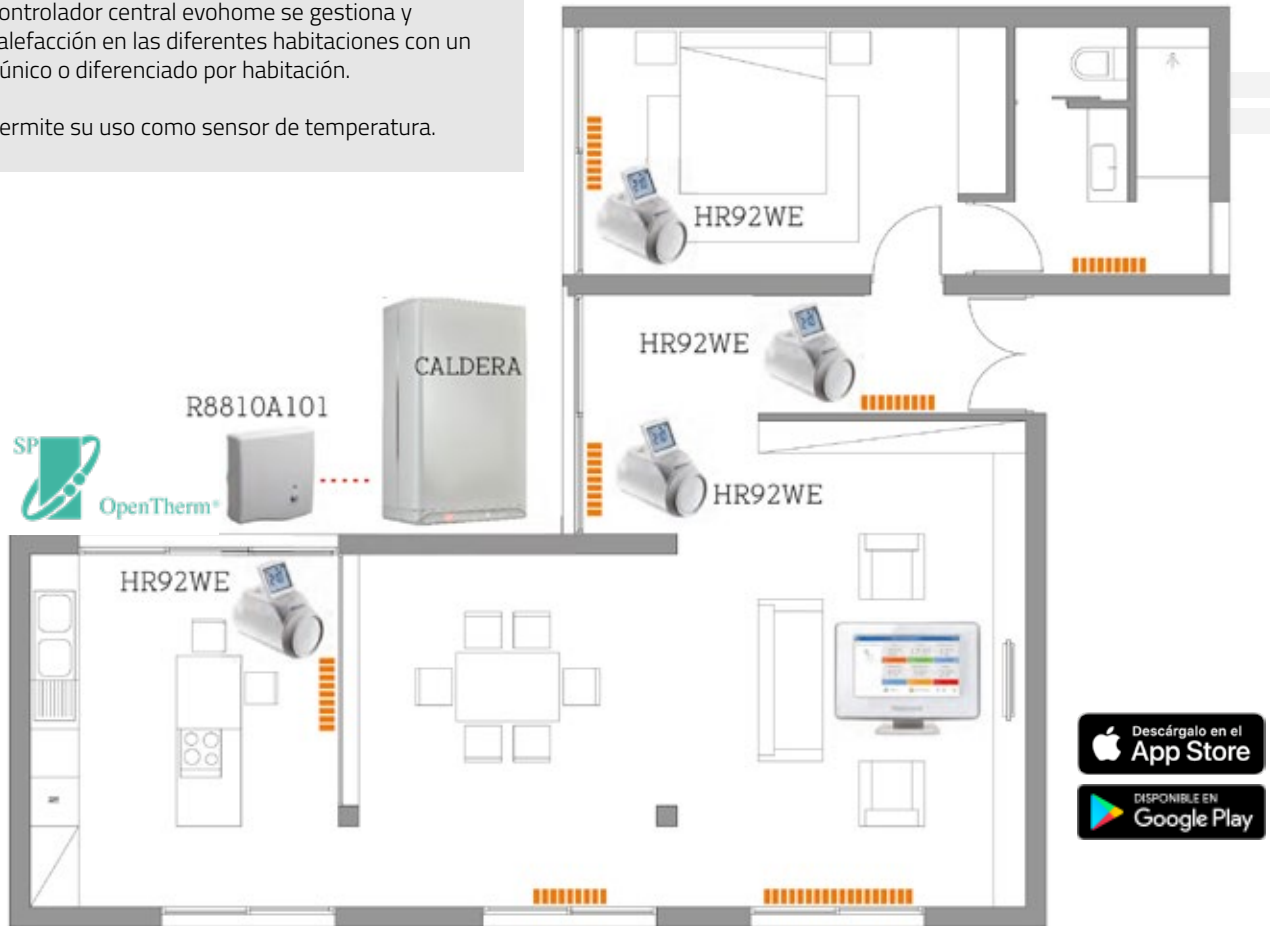 ontrolador central evohome se gestiona y
alefacción en las diferentes habitaciones con un
único o diferenciado por habitación.
ermite su uso como sensor de temperatura.
HR92WE
HR92WE
CALDERA
R8810A101
SP
OpenTherm®
HR92WE
HR92WE
Descárgalo en el
App Store
DISPONIBLE EN
Google Play